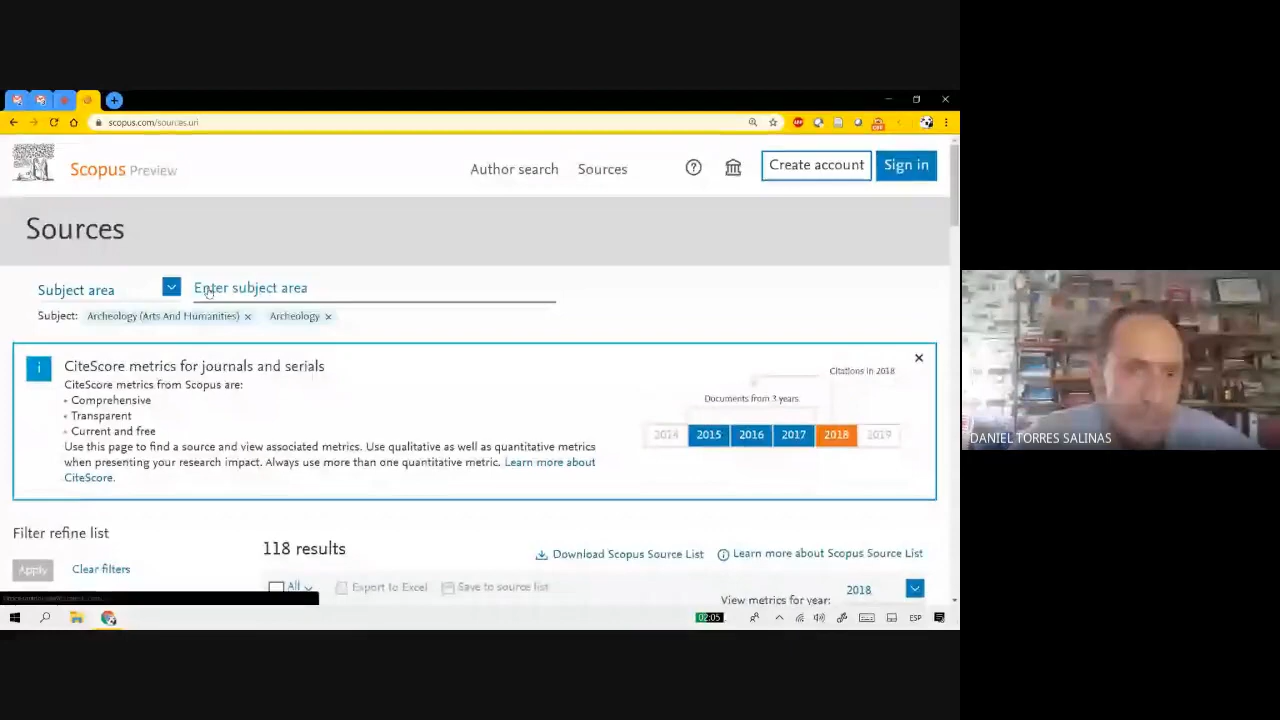 scopus.com/sources.uri
Scopus Preview
Author search
Sources
Create account
Sign in
Sources
Subject area
Enter subject area
Subject:
Archeology (Arts And Humanities) ×
Archeology ×
i
CiteScore metrics for journals and serials
CiteScore metrics from Scopus are:
• Comprehensive
• Transparent
• Current and free
Use this page to find a source and view associated metrics. Use qualitative as well as quantitative metrics
when presenting your research impact. Always use more than one quantitative metric. Learn more about
CiteScore.
Citations in 2018
Documents from 3 years
2014 2015 2016 2017 2018 2019
Filter refine list
Apply
Clear filters
118 results
Download Scopus Source List
Learn more about Scopus Source List
All
Export to Excel
Save to source list
View metrics for year:
2018
02:05
ESP
DANIEL TORRES SALINAS